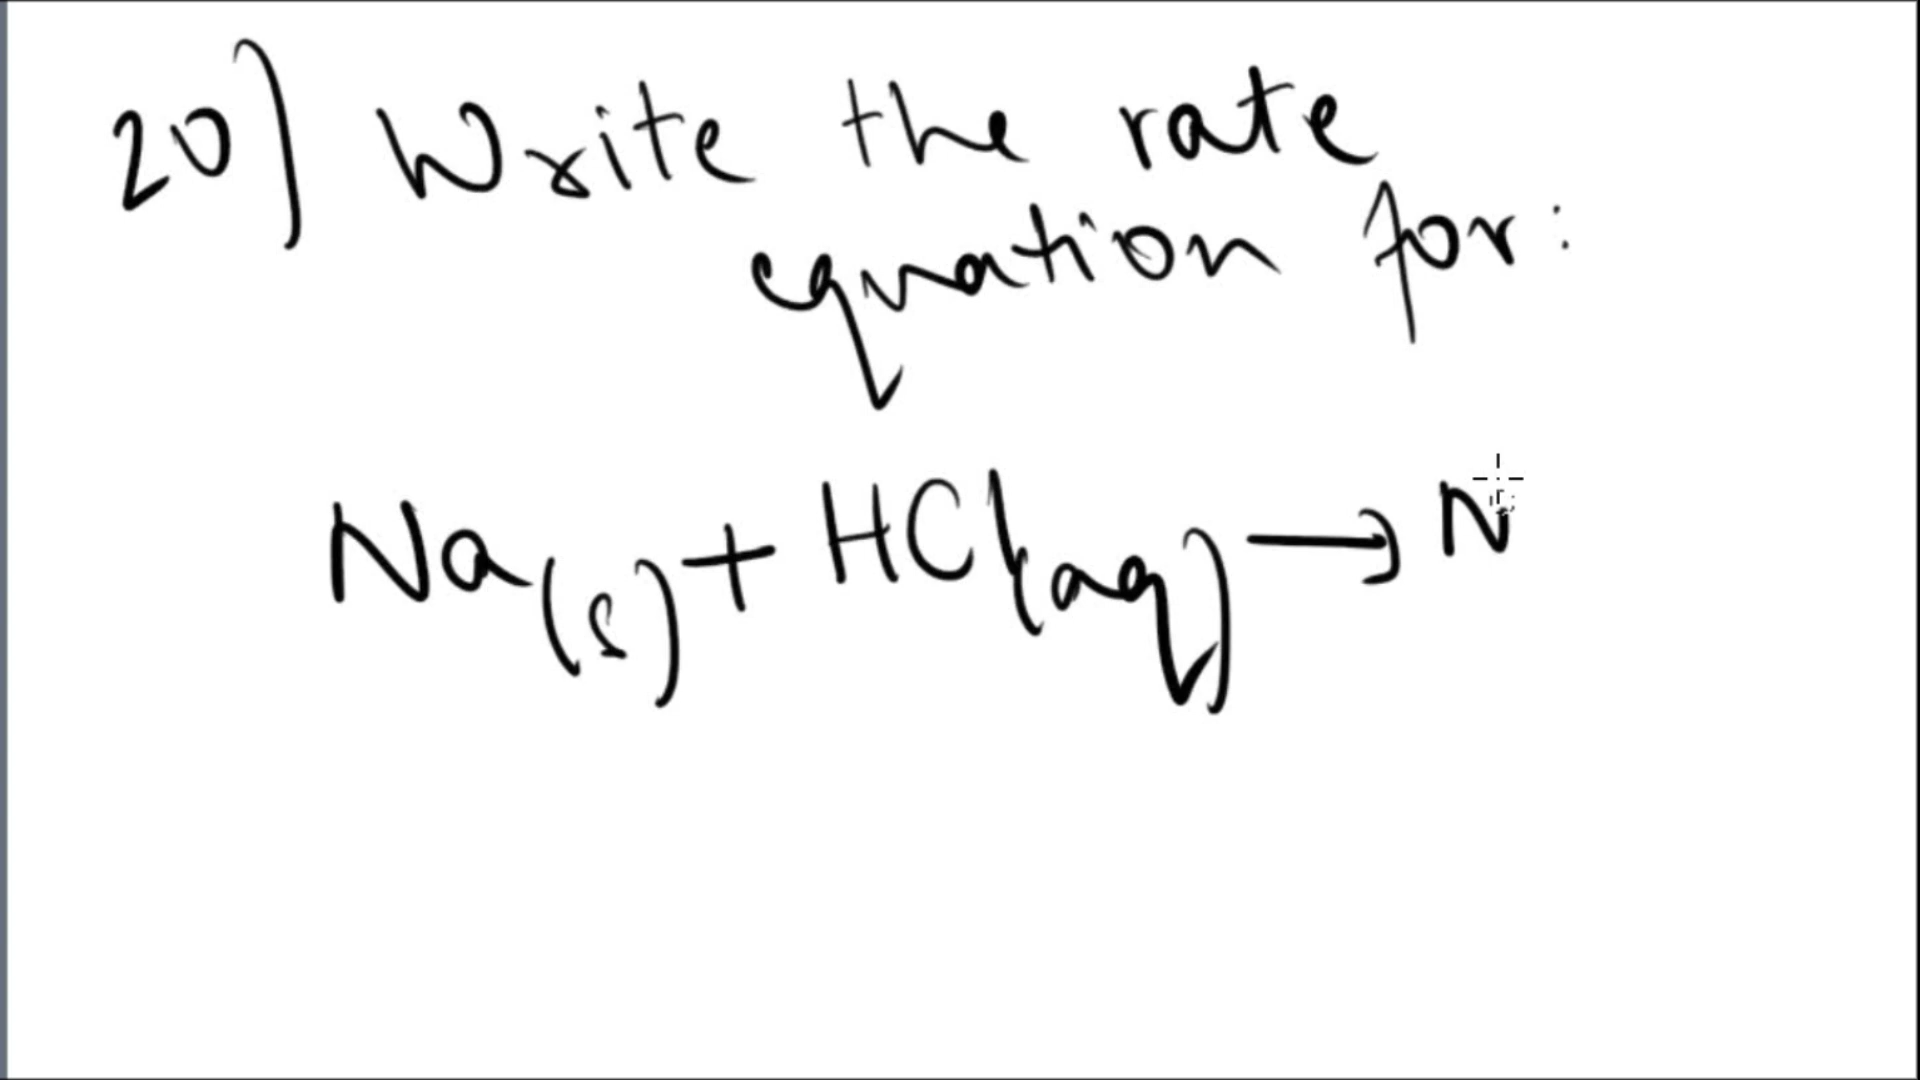 20) Write the rate
equation for:
Na(s) + HCl(aq) → N